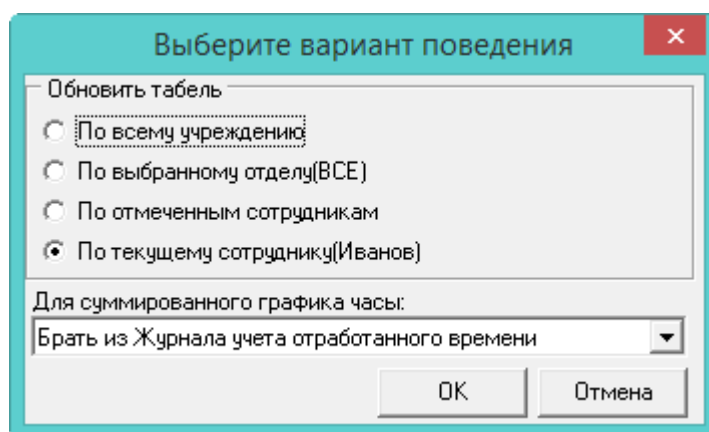 Выберите вариант поведения
Обновить табель
По всему учреждению
По выбранному отделу(ВСЕ)
По отмеченным сотрудникам
По текущему сотруднику(Иванов)
Для суммированного графика часы:
Брать из Журнала учета отработанного времени
OK
Отмена